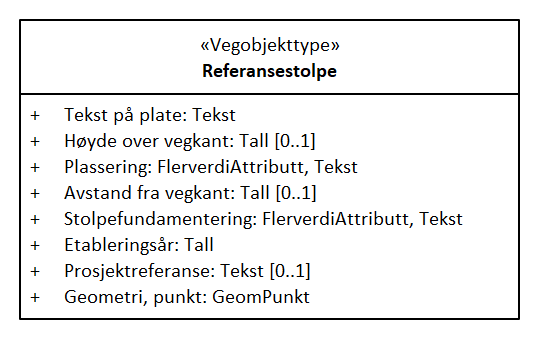 «Vegobjekttype»
Referansestolpe
+ Tekst på plate: Tekst
+ Høyde over vegkant: Tall [0..1]
+ Plassering: FlerverdiAttributt, Tekst
+ Avstand fra vegkant: Tall [0..1]
+ Stolpefundamentering: FlerverdiAttributt, Tekst
+ Etableringsår: Tall
+ Prosjektreferanse: Tekst [0..1]
+ Geometri, punkt: GeomPunkt